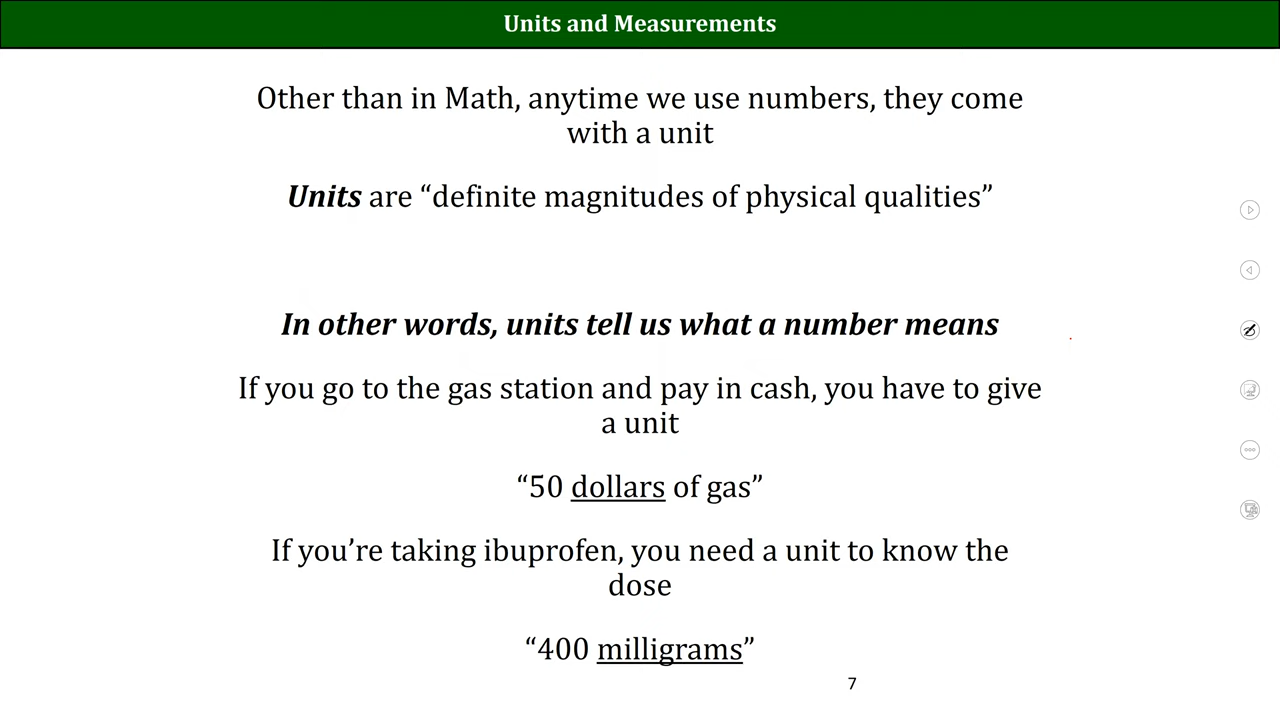 Units and Measurements
Other than in Math, anytime we use numbers, they come
with a unit
Units are “definite magnitudes of physical qualities”
In other words, units tell us what a number means
If you go to the gas station and pay in cash, you have to give
a unit
“50 dollars of gas”
If you’re taking ibuprofen, you need a unit to know the
dose
“400 milligrams”
7